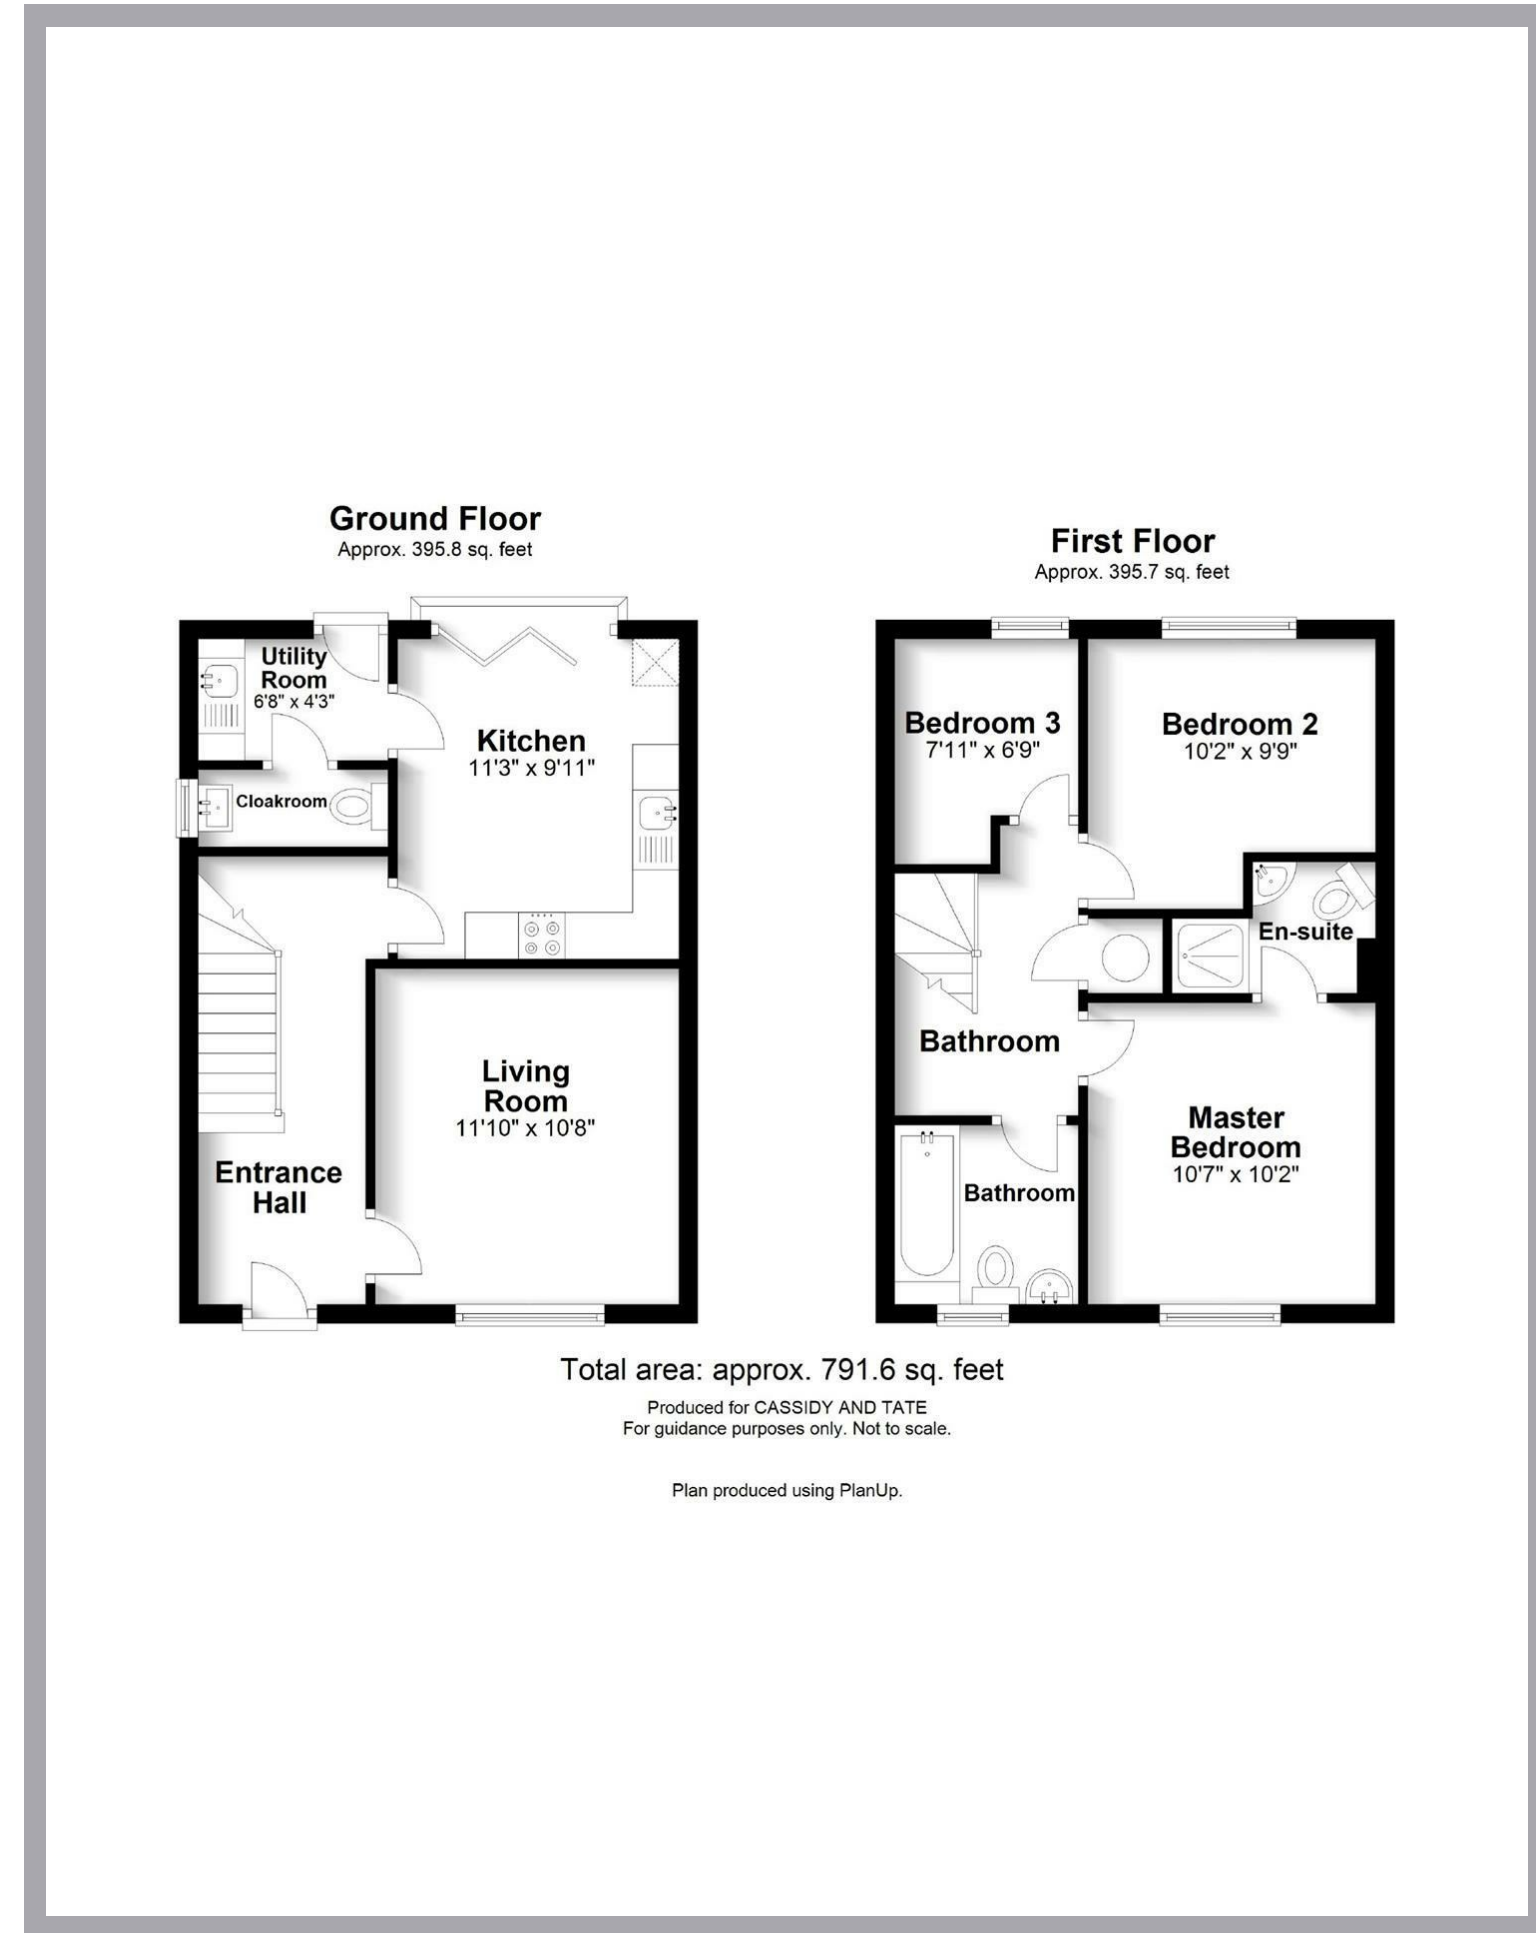 Ground Floor
Approx. 395.8 sq. feet
Utility
Room
6'8" x 4'3"
Kitchen
11'3" x 9'11"
Cloakroom
Living
Room
11'10" x 10'8"
Entrance
Hall
First Floor
Approx. 395.7 sq. feet
Bedroom 3
7'11" x 6'9"
Bedroom 2
10'2" x 9'9"
En-suite
Bathroom
Master
Bedroom
10'7" x 10'2"
Bathroom
Total area: approx. 791.6 sq. feet
Produced for CASSIDY AND TATE
For guidance purposes only. Not to scale.
Plan produced using PlanUp.